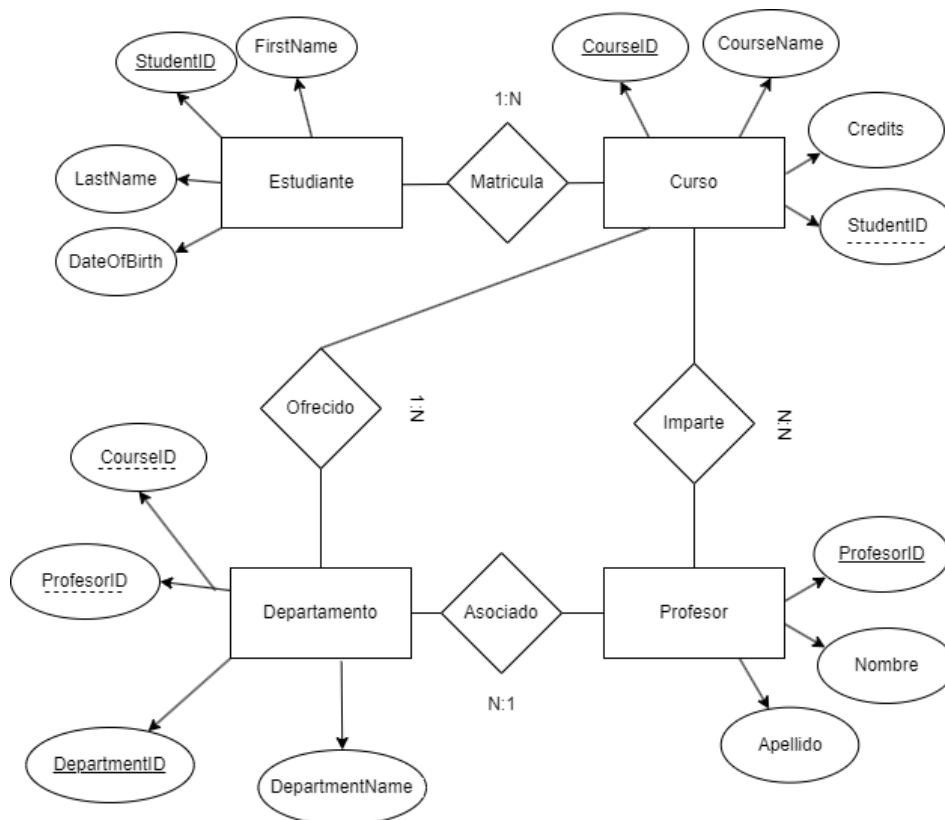 FirstName
StudentID
CourseID
CourseName
1:N
Credits
LastName
Estudiante
Matricula
Curso
StudentID
DateOfBirth
Ofrecido
1:N
Imparte
N:N
CourseID
ProfesorID
ProfesorID
Departamento
Asociado
Profesor
Nombre
N:1
Apellido
DepartmentID
DepartmentName